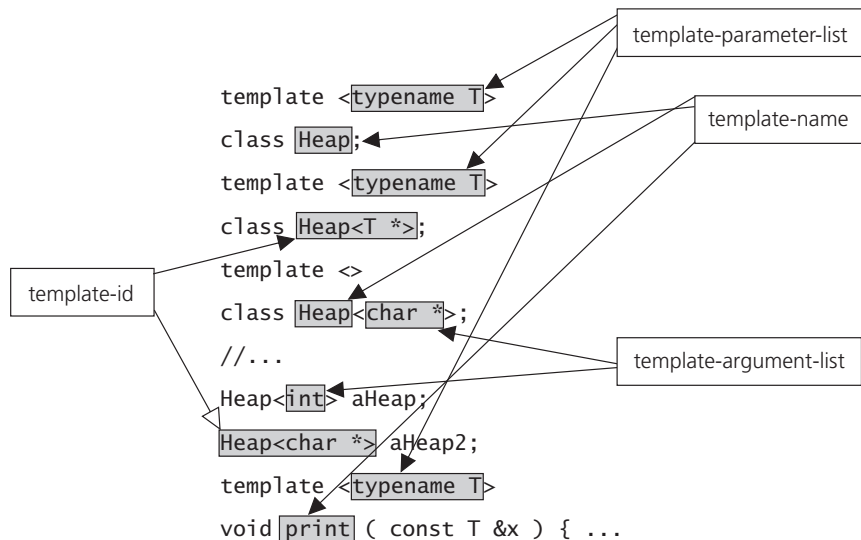 template-parameter-list
template <typename T>
template-name
class Heap;
template <typename T>
class Heap<T *>;
template <>
template-id
class Heap<char *>;
//...
template-argument-list
Heap<int> aHeap;
Heap<char *> aHeap2;
template <typename T>
void print ( const T &x ) { ...